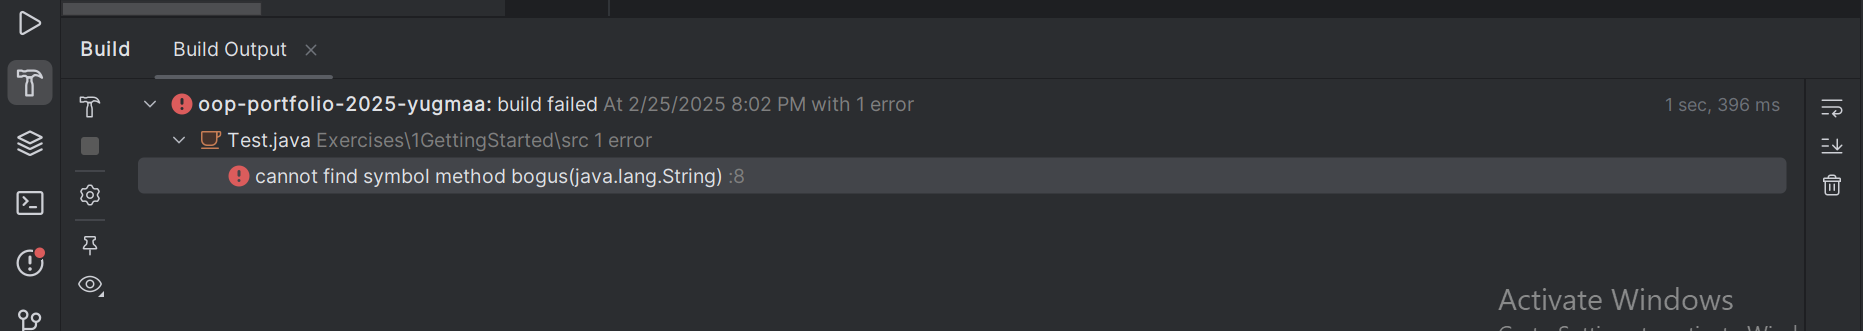 Build Build Output
oop-portfolio-2025-yugmaa: build failed At 2/25/2025 8:02 PM with 1 error 1 sec, 396 ms
Test.java Exercises\1GettingStarted\src 1 error
cannot find symbol method bogus(java.lang.String) :8
Activate Windows